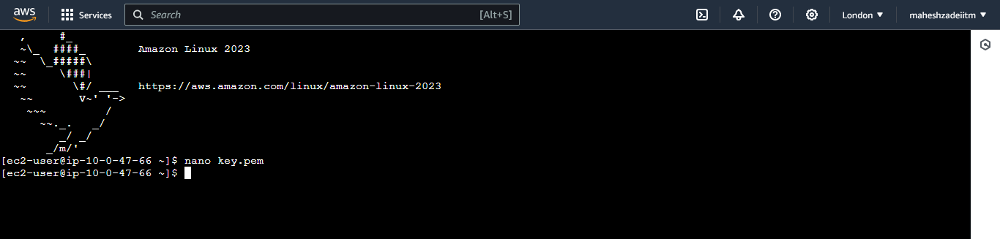 aws Services Search [Alt+S] London maheshzadeiitm
   ,     #_
   ~\_  ####_        Amazon Linux 2023
  ~~  \_#####\
  ~~     \###|
  ~~       \#/ ___   https://aws.amazon.com/linux/amazon-linux-2023
   ~~       V~' '->
    ~~~         /
      ~~._.   _/
         _/ _/
       _/m/'
[ec2-user@ip-10-0-47-66 ~]$ nano key.pem
[ec2-user@ip-10-0-47-66 ~]$